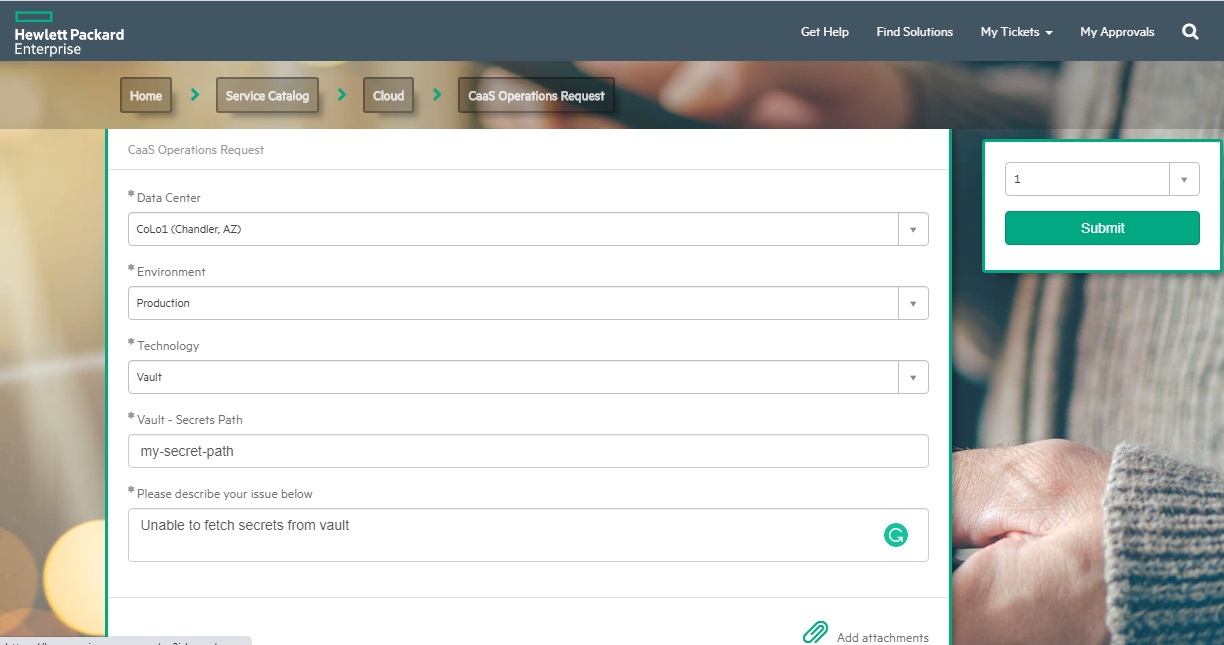 Hewlett Packard
Enterprise
Get Help
Find Solutions
My Tickets
My Approvals
Home
Service Catalog
Cloud
CaaS Operations Request
CaaS Operations Request
* Data Center
CoLo1 (Chandler, AZ)
* Environment
Production
* Technology
Vault
* Vault - Secrets Path
my-secret-path
* Please describe your issue below
Unable to fetch secrets from vault
Add attachments
1
Submit